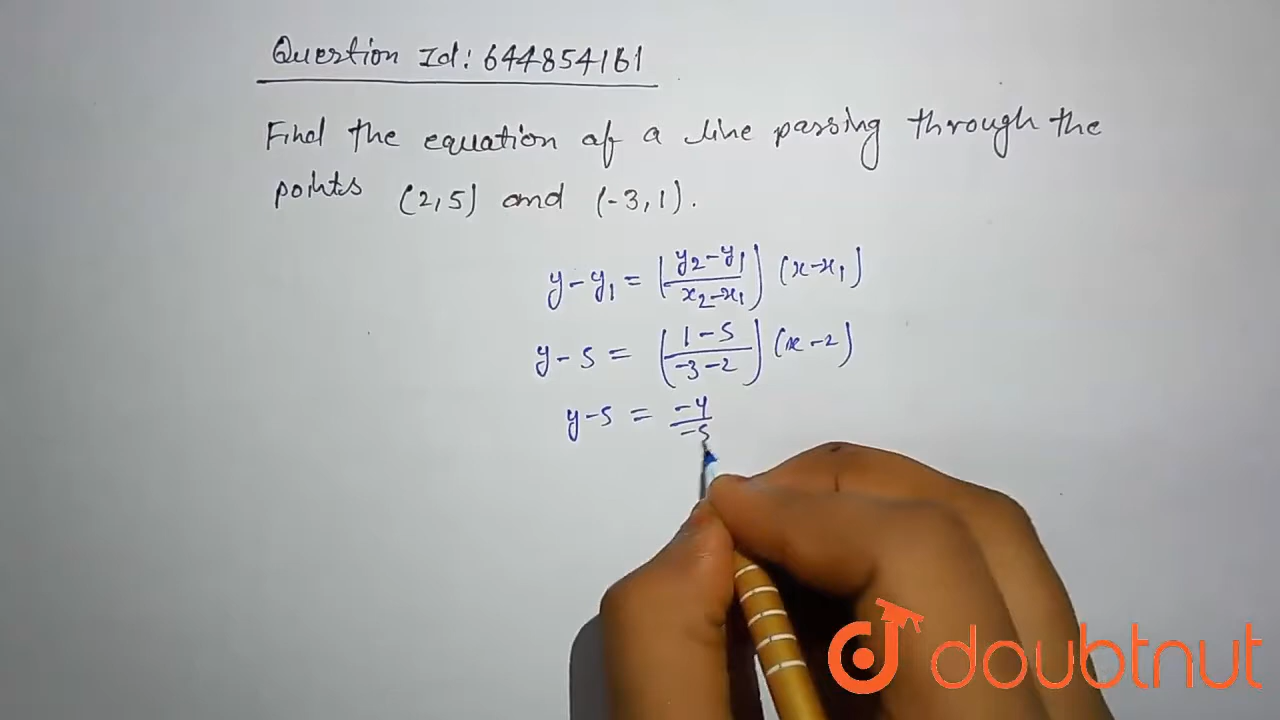 Question Id: 644854161
Find the equation of a line passing through the
points (2,5) and (-3,1).
y-y₁ = (y₂-y₁/x₂-x₁) (x-x₁)
y-5 = (1-5/-3-2) (x-2)
y-5 = -4/-5
doubtnut